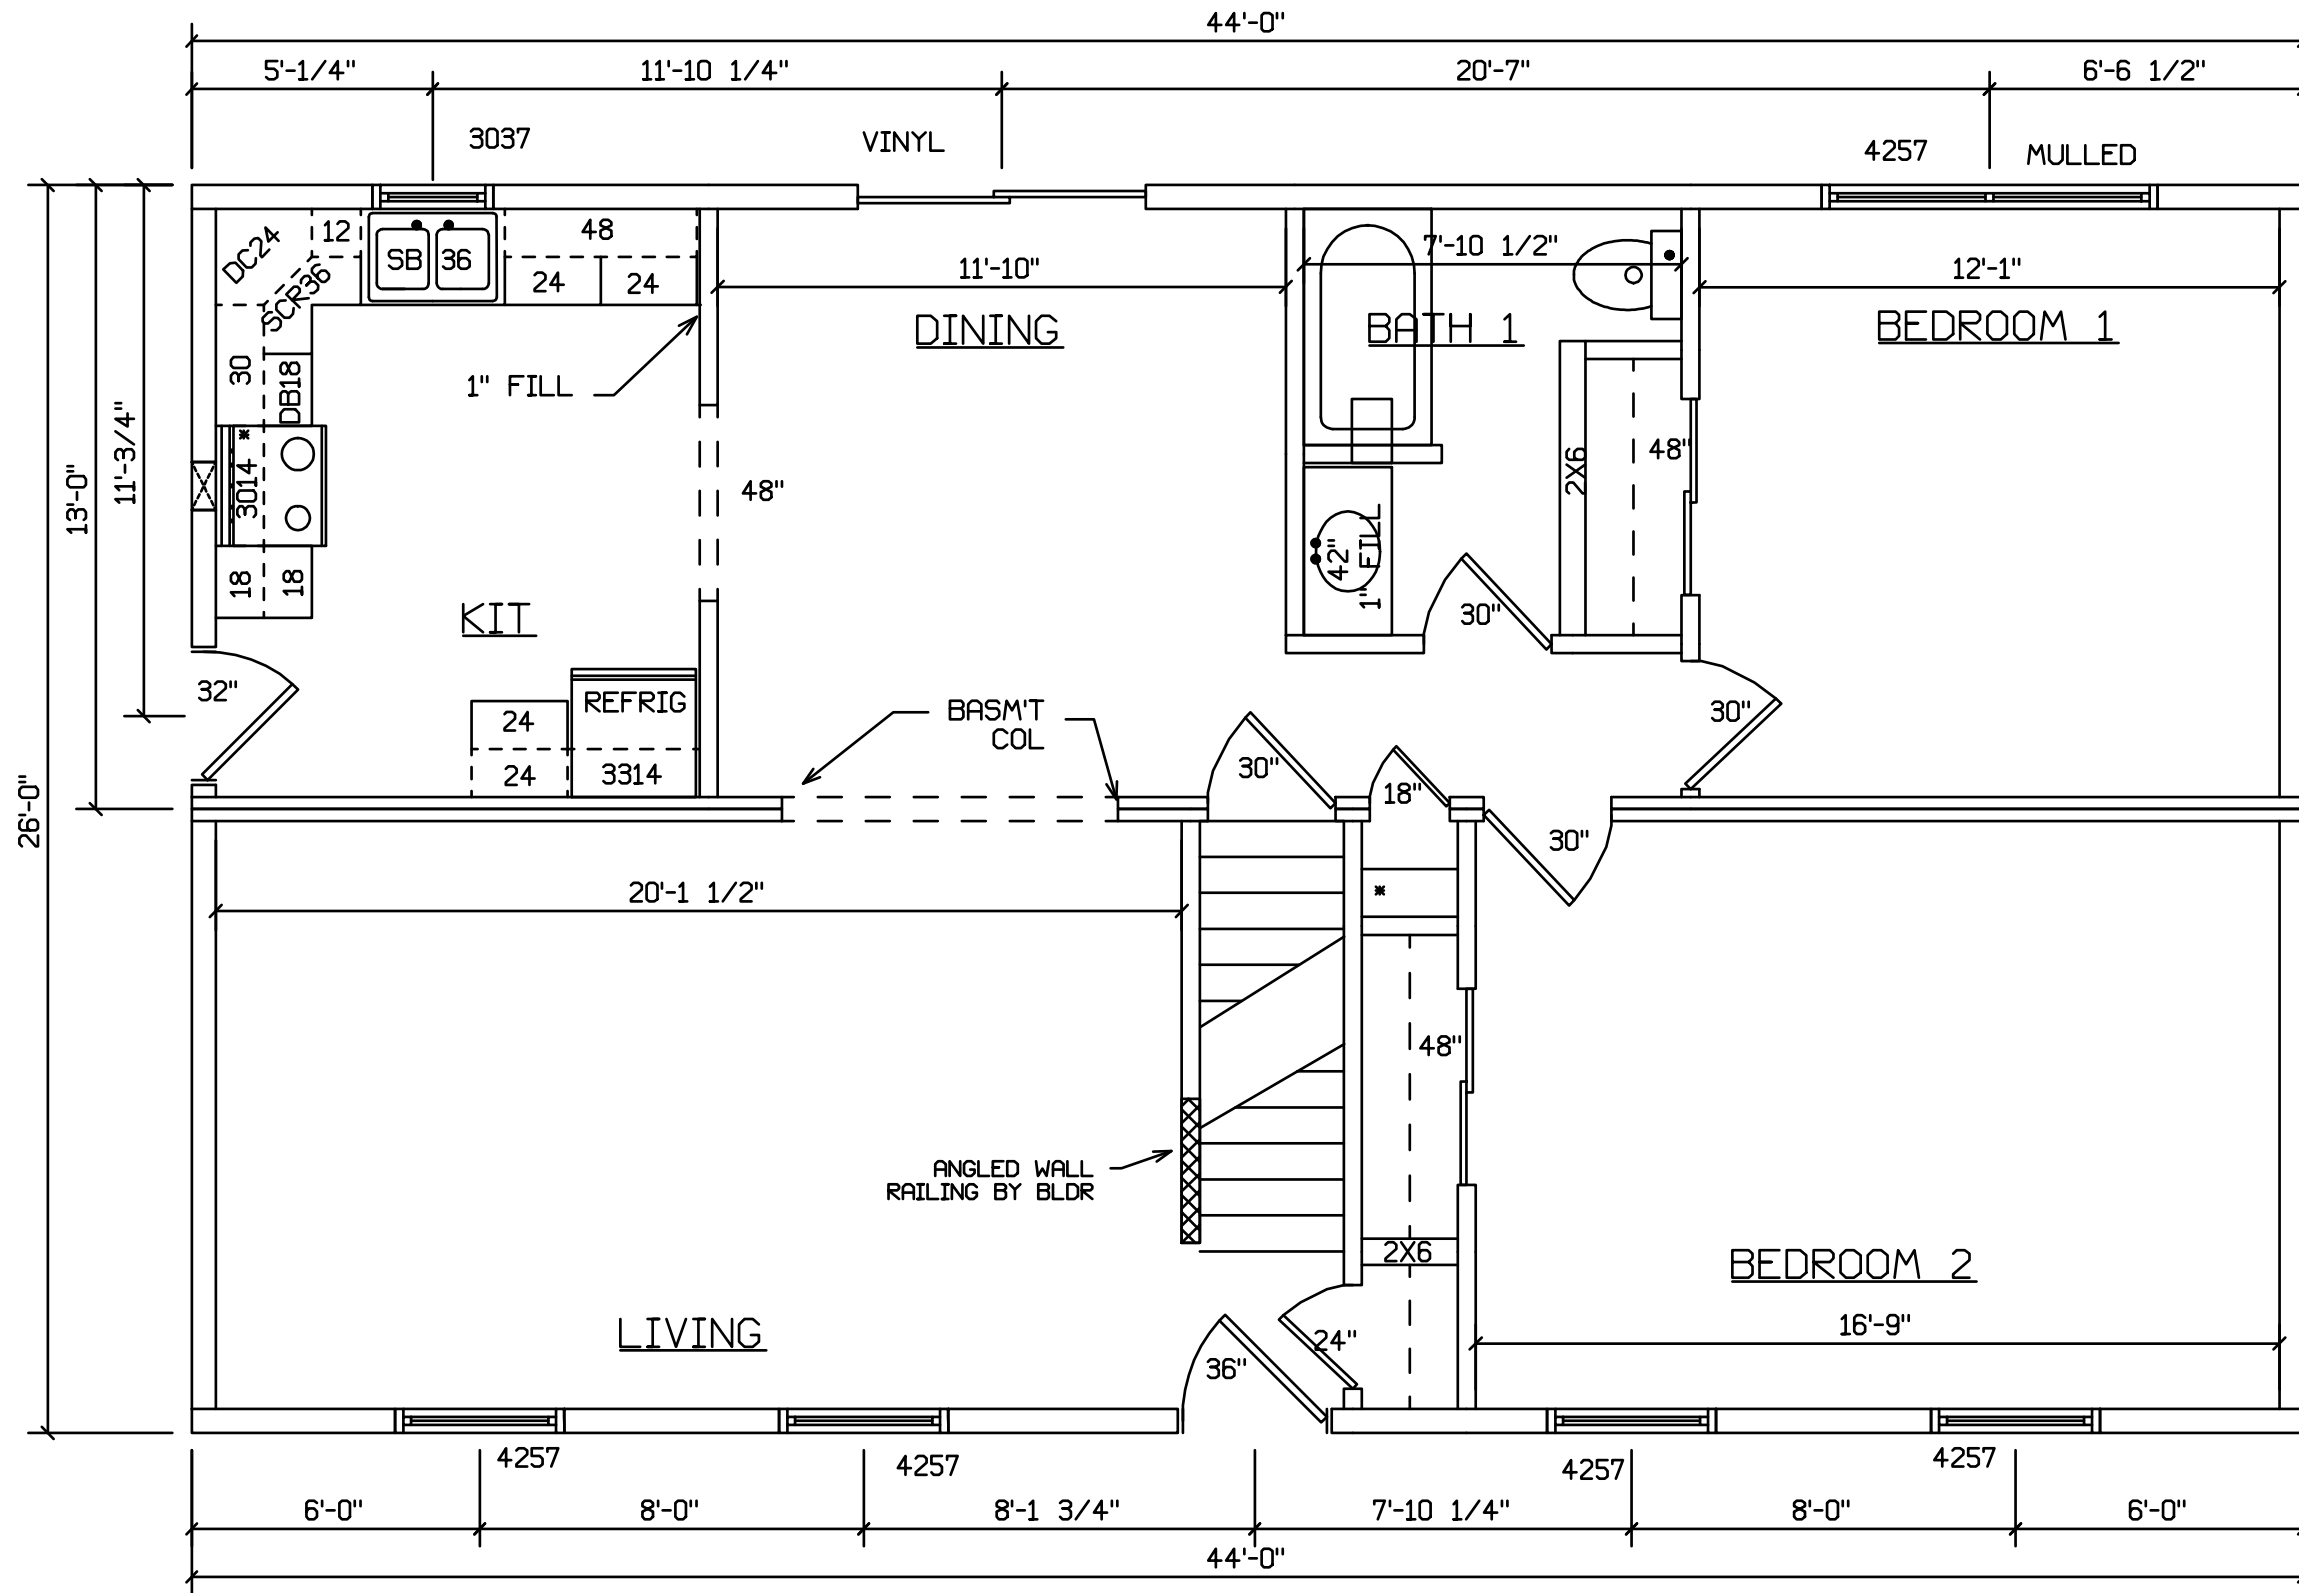 44'-0"
5'-1/4" 11'-10 1/4" 20'-7" 6'-6 1/2"
3037 VINYL 4257 MULLED
DC24 12 SB 36 48
24 24
SCR36
11'-10" 7'-10 1/2" 12'-1"
DINING BATH 1 BEDROOM 1
1" FILL
30 DB18
3014
18 18
48" 2X6 48"
13'-0" 11'-3/4"
42" 1" FILL
KIT
30"
32" REFRIG 30"
24
24 3314
BASM'T
COL
30" 18" 30"
26'-0"
20'-1 1/2"
48"
ANGLED WALL
RAILING BY BLDR
2X6
BEDROOM 2
LIVING
16'-9"
36" 24"
4257 4257 4257 4257
6'-0" 8'-0" 8'-1 3/4" 7'-10 1/4" 8'-0" 6'-0"
44'-0"